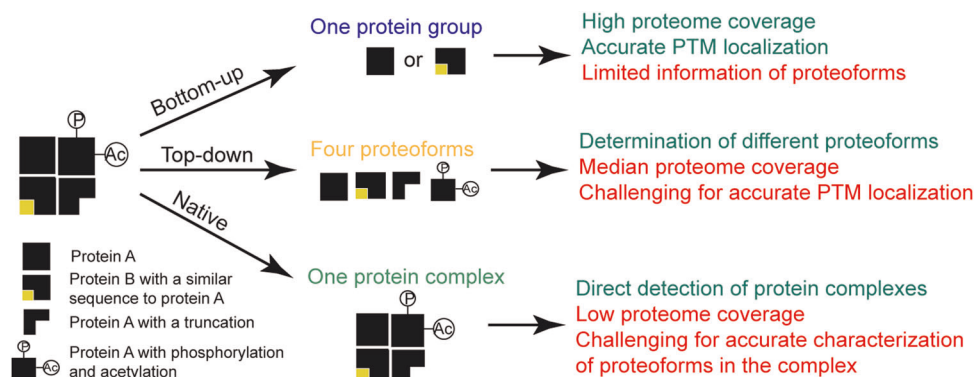 Bottom-up
One protein group
or
High proteome coverage
Accurate PTM localization
Limited information of proteoforms
P
Ac
Top-down
Four proteoforms
P
Ac
Determination of different proteoforms
Median proteome coverage
Challenging for accurate PTM localization
Native
One protein complex
P
Ac
Direct detection of protein complexes
Low proteome coverage
Challenging for accurate characterization
of proteoforms in the complex
Protein A
Protein B with a similar
sequence to protein A
Protein A with a truncation
P
Ac
Protein A with phosphorylation
and acetylation